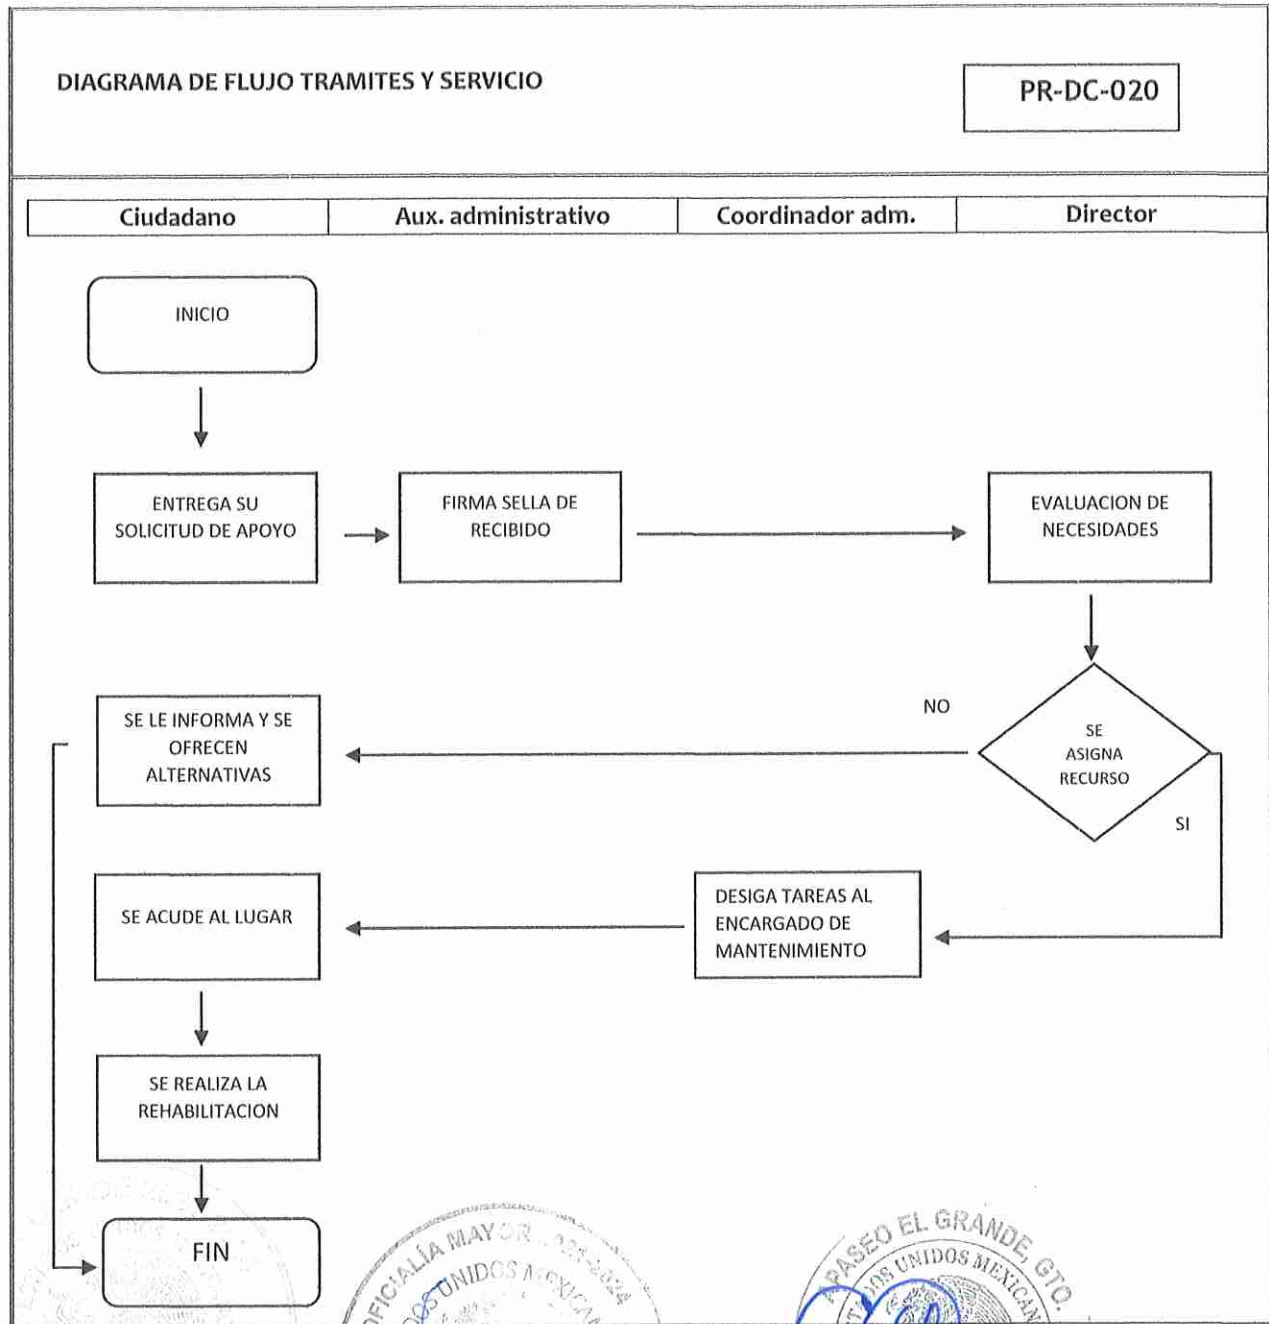 DIAGRAMA DE FLUJO TRAMITES Y SERVICIO
PR-DC-020
Ciudadano
Aux. administrativo
Coordinador adm.
Director
INICIO
ENTREGA SU
SOLICITUD DE APOYO
FIRMA SELLA DE
RECIBIDO
EVALUACION DE
NECESIDADES
SE
ASIGNA
RECURSO
NO
SI
SE LE INFORMA Y SE
OFRECEN
ALTERNATIVAS
DESIGA TAREAS AL
ENCARGADO DE
MANTENIMIENTO
SE ACUDE AL LUGAR
SE REALIZA LA
REHABILITACION
FIN
OFICIALÍA MAYOR 2021-2024
UNIDOS
APASEO EL GRANDE, GTO.
UNIDOS